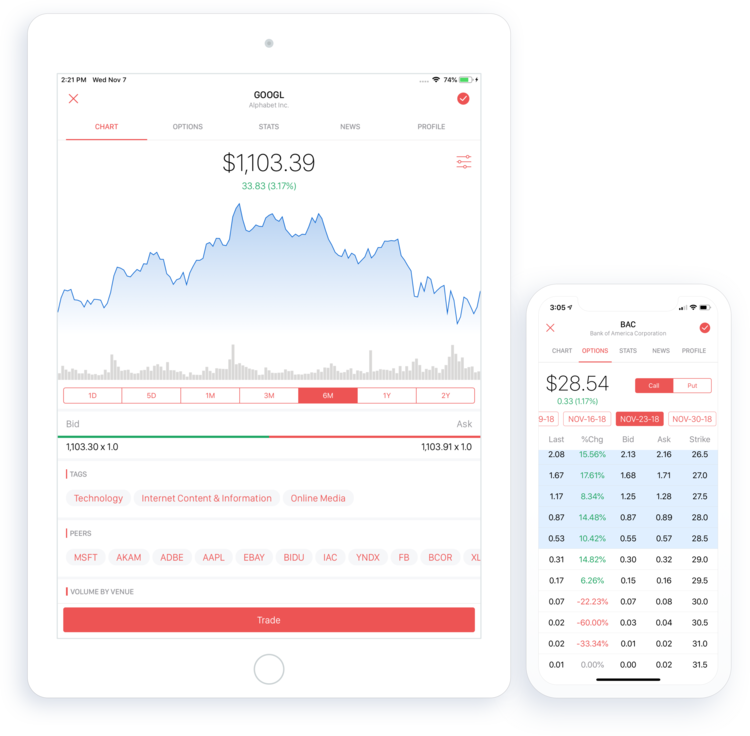 2:21 PM Wed Nov 7
74%
GOOGL
Alphabet Inc.
CHART OPTIONS STATS NEWS PROFILE
$1,103.39
33.83 (3.17%)
1D 5D 1M 3M 6M 1Y 2Y
Bid Ask
1,103.30 x 1.0 1,103.91 x 1.0
TAGS
Technology Internet Content & Information Online Media
PEERS
MSFT AKAM ADBE AAPL EBAY BIDU IAC YNDX FB BCOR XL
VOLUME BY VENUE
Trade
3:05
BAC
Bank of America Corporation
CHART OPTIONS STATS NEWS PROFILE
$28.54
Call Put
0.33 (1.17%)
9-18 NOV-16-18 NOV-23-18 NOV-30-18
Last %Chg Bid Ask Strike
2.08 15.56% 2.13 2.16 26.5
1.67 17.61% 1.68 1.71 27.0
1.17 8.34% 1.25 1.28 27.5
0.87 14.48% 0.87 0.89 28.0
0.53 10.42% 0.55 0.57 28.5
0.31 14.82% 0.30 0.32 29.0
0.17 6.26% 0.15 0.16 29.5
0.07 -22.23% 0.07 0.08 30.0
0.02 -60.00% 0.03 0.04 30.5
0.02 -33.34% 0.01 0.02 31.0
0.01 0.00% 0.00 0.02 31.5